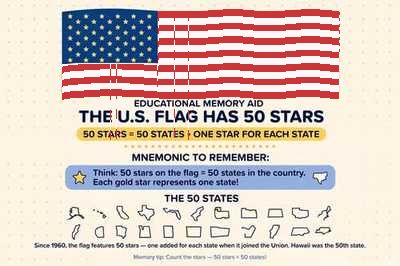 EDUCATIONAL MEMORY AID
THE U.S. FLAG HAS 50 STARS
50 STARS = 50 STATES - ONE STAR FOR EACH STATE
MNEMONIC TO REMEMBER:
Think: 50 stars on the flag = 50 states in the country.
Each gold star represents one state!
THE 50 STATES
Since 1960, the flag features 50 stars — one added for each state when it joined the Union. Hawaii was the 50th state.
Memory tip: Count the stars — 50 stars = 50 states!